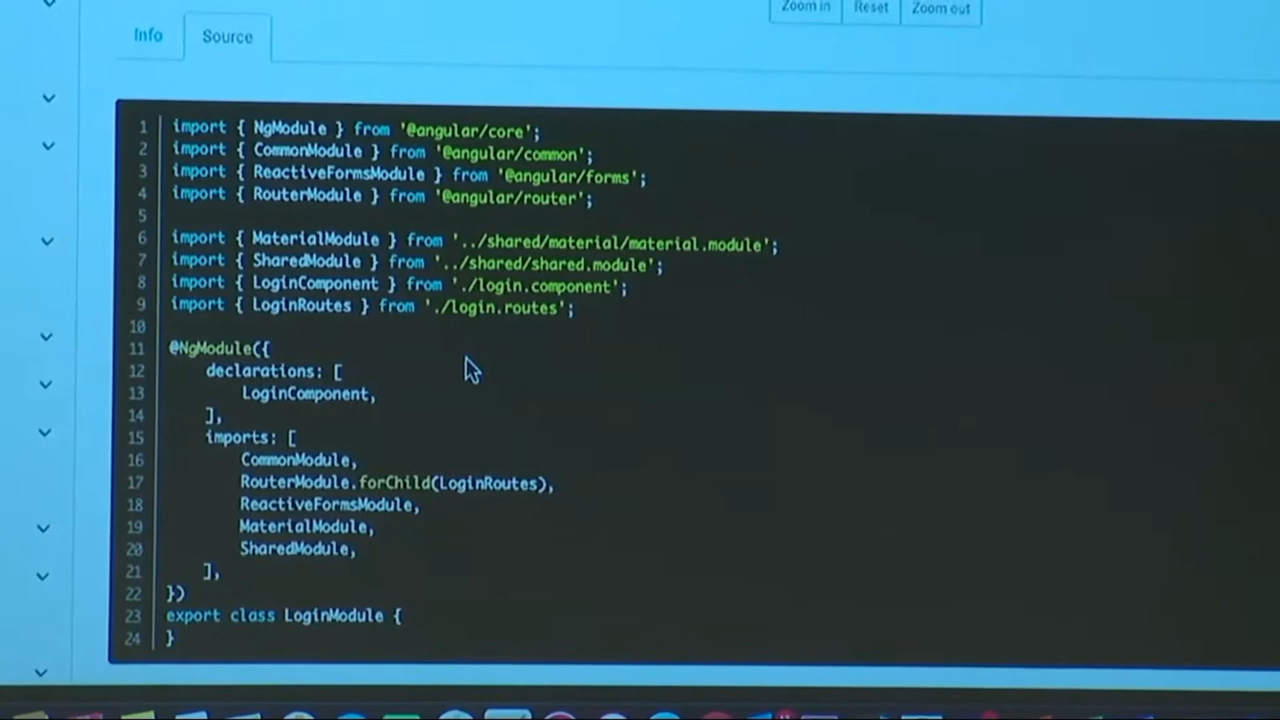 Zoom in Reset Zoom out
Info Source
1 import { NgModule } from '@angular/core';
2 import { CommonModule } from '@angular/common';
3 import { ReactiveFormsModule } from '@angular/forms';
4 import { RouterModule } from '@angular/router';
5
6 import { MaterialModule } from '../shared/material/material.module';
7 import { SharedModule } from '../shared/shared.module';
8 import { LoginComponent } from './login.component';
9 import { LoginRoutes } from './login.routes';
10
11 @NgModule({
12 declarations: [
13 LoginComponent,
14 ],
15 imports: [
16 CommonModule,
17 RouterModule.forChild(LoginRoutes),
18 ReactiveFormsModule,
19 MaterialModule,
20 SharedModule,
21 ],
22 })
23 export class LoginModule {
24 }